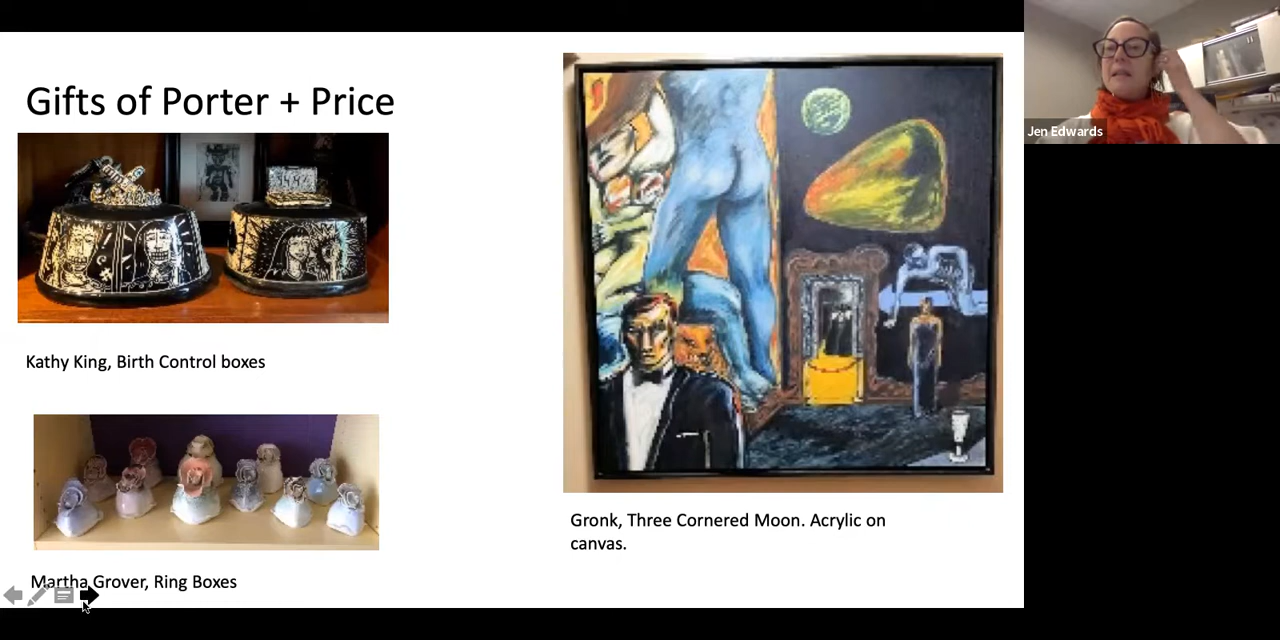 Gifts of Porter + Price
Kathy King, Birth Control boxes
Martha Grover, Ring Boxes
Gronk, Three Cornered Moon. Acrylic on
canvas.
Jen Edwards